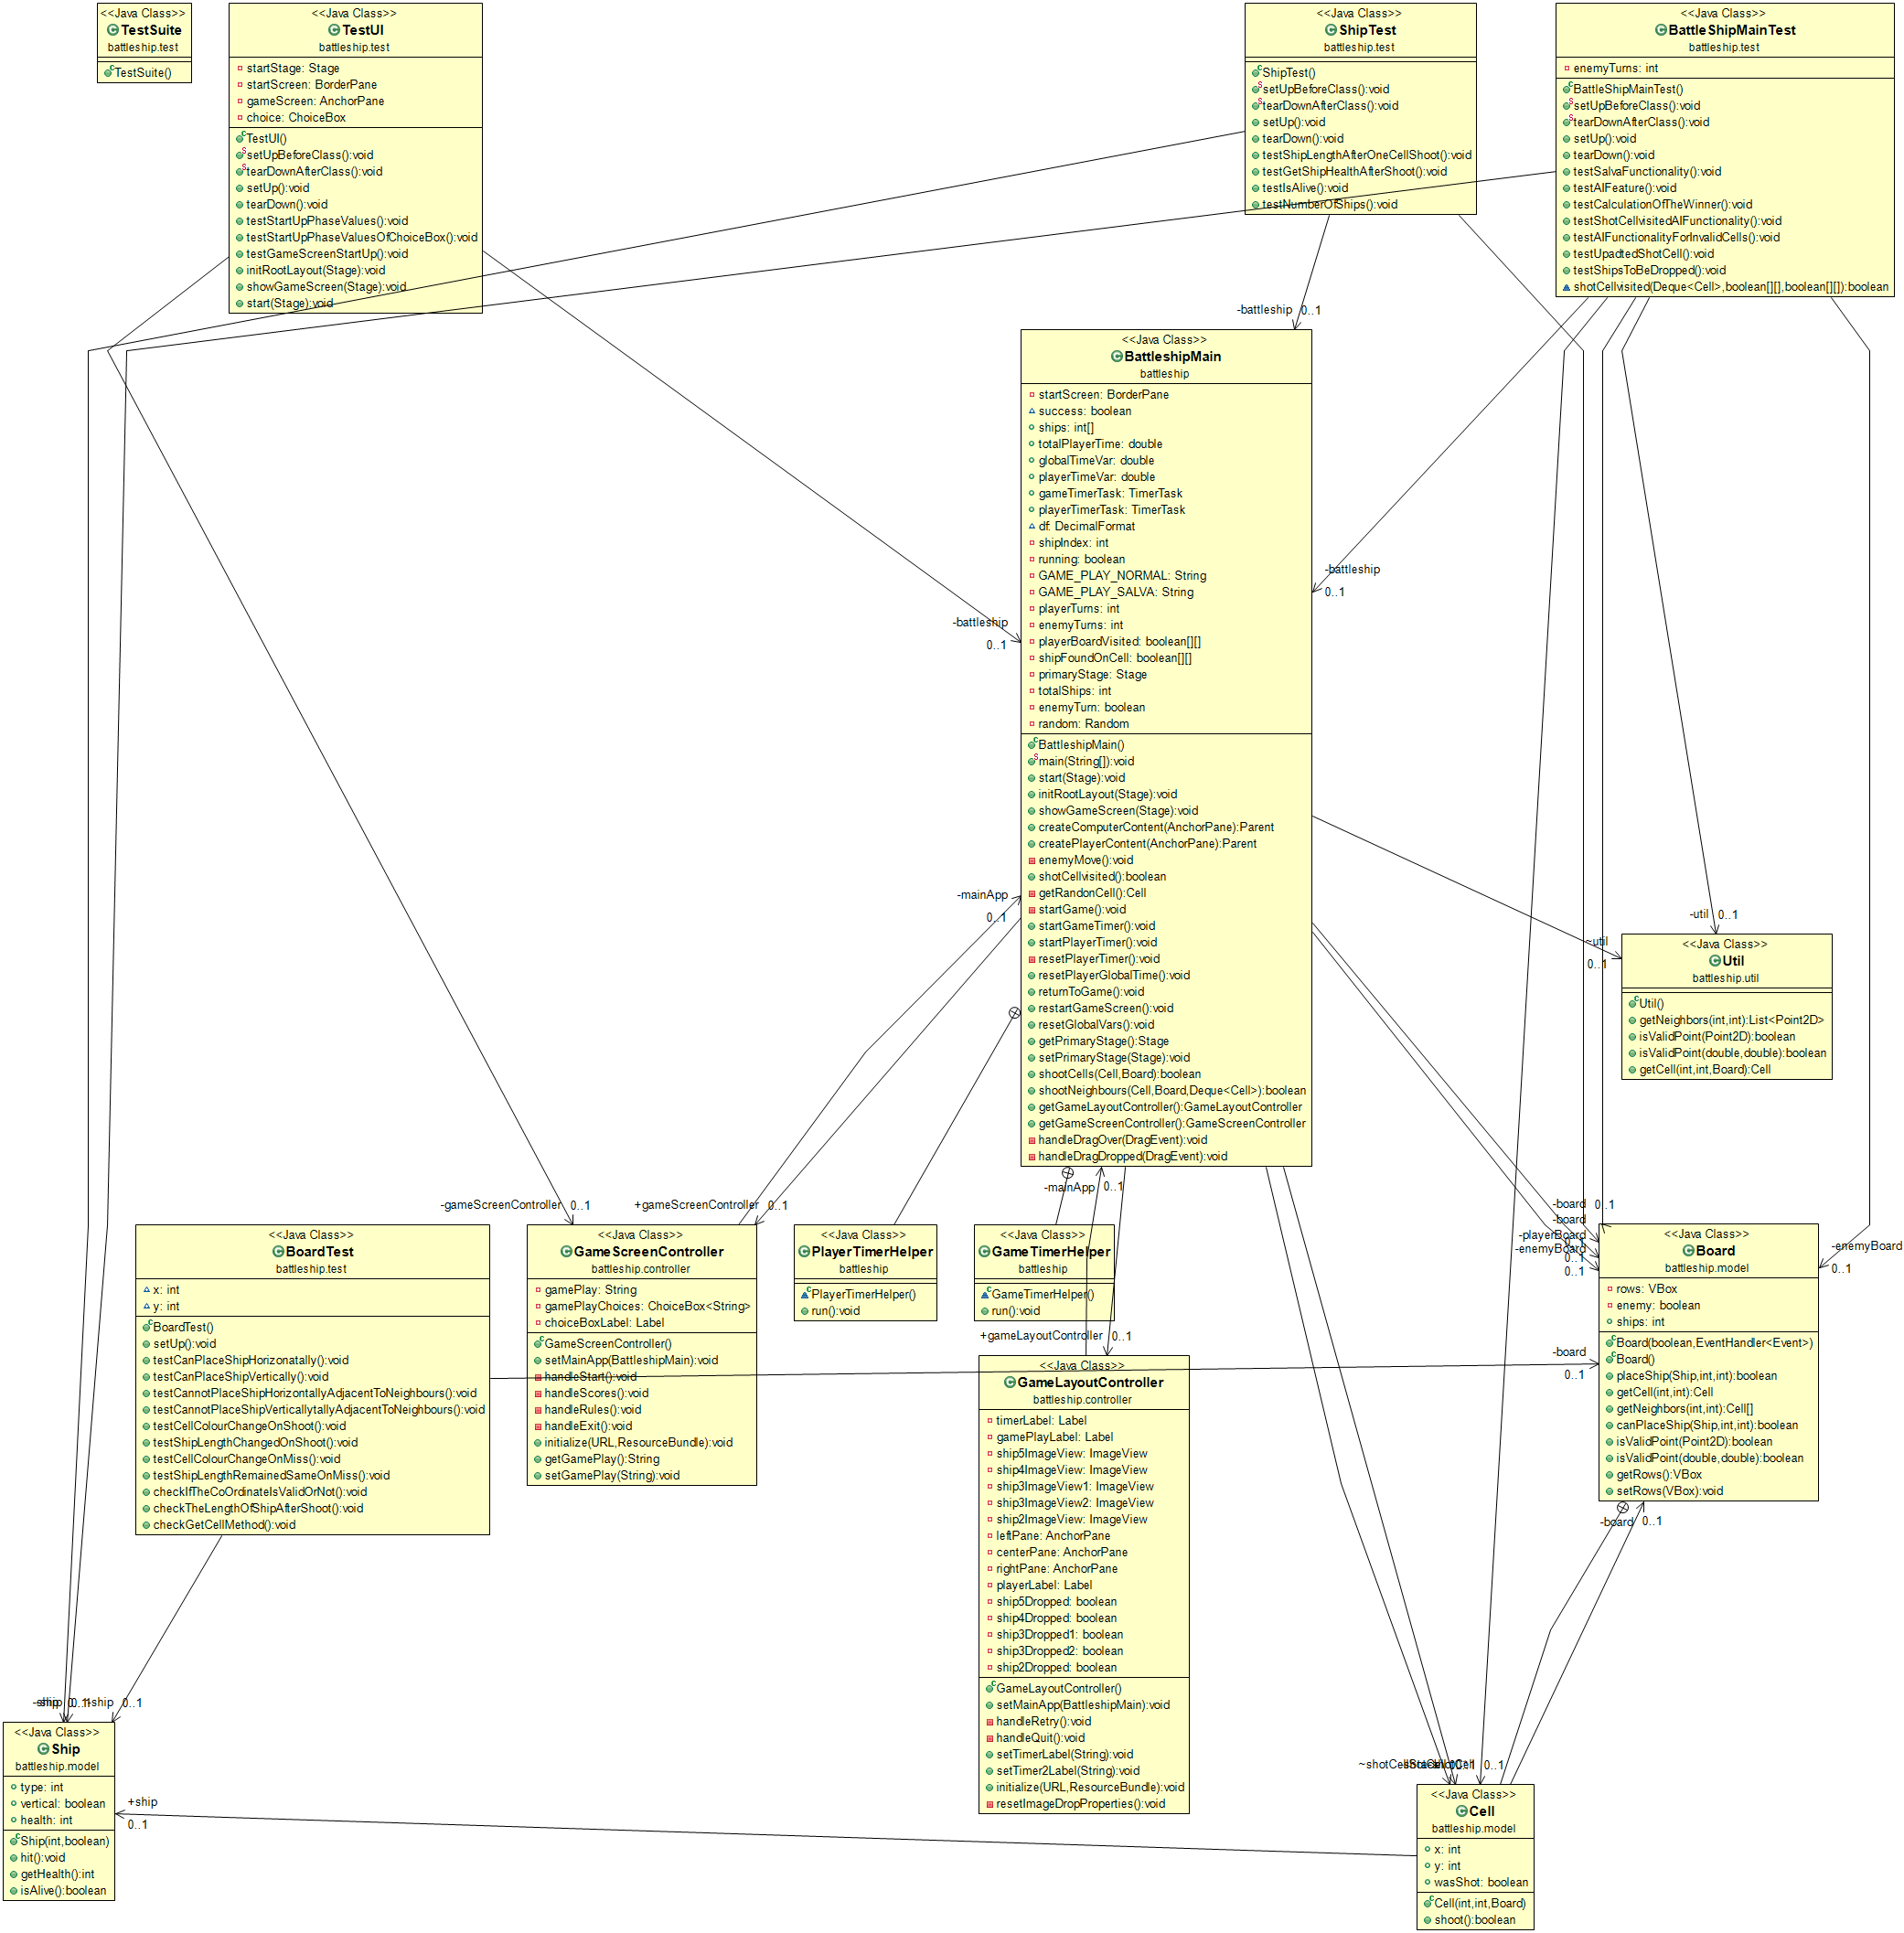 <<Java Class>>
TestSuite
battleship.test
TestSuite()
<<Java Class>>
TestUI
battleship.test
startStage: Stage
startScreen: BorderPane
gameScreen: AnchorPane
choice: ChoiceBox
TestUI()
setUpBeforeClass():void
tearDownAfterClass():void
setUp():void
tearDown():void
testStartUpPhaseValues():void
testStartUpPhaseValuesOfChoiceBox():void
testGameScreenStartUp():void
initRootLayout(Stage):void
showGameScreen(Stage):void
start(Stage):void
<<Java Class>>
ShipTest
battleship.test
ShipTest()
setUpBeforeClass():void
tearDownAfterClass():void
setUp():void
tearDown():void
testShipLengthAfterOneCellShoot():void
testGetShipHealthAfterShoot():void
testIsAlive():void
testNumberOfShips():void
<<Java Class>>
BattleShipMainTest
battleship.test
enemyTurns: int
BattleShipMainTest()
setUpBeforeClass():void
tearDownAfterClass():void
setUp():void
tearDown():void
testSalvaFunctionality():void
testAIFeature():void
testCalculationOfTheWinner():void
testShotCellvisitedAIFunctionality():void
testAIFunctionalityForInvalidCells():void
testUpadtedShotCell():void
testShipsToBeDropped():void
shotCellvisited(Deque<Cell>,boolean[][],boolean[][]):boolean
-battleship 0..1
<<Java Class>>
BattleshipMain
battleship
startScreen: BorderPane
success: boolean
ships: int[]
totalPlayerTime: double
globalTimeVar: double
playerTimeVar: double
gameTimerTask: TimerTask
playerTimerTask: TimerTask
df: DecimalFormat
shipIndex: int
running: boolean
GAME_PLAY_NORMAL: String
GAME_PLAY_SALVA: String
playerTurns: int
enemyTurns: int
playerBoardVisited: boolean[][]
shipFoundOnCell: boolean[][]
primaryStage: Stage
totalShips: int
enemyTurn: boolean
random: Random
BattleshipMain()
main(String[]):void
start(Stage):void
initRootLayout(Stage):void
showGameScreen(Stage):void
createComputerContent(AnchorPane):Parent
createPlayerContent(AnchorPane):Parent
enemyMove():void
shotCellvisited():boolean
getRandonCell():Cell
startGame():void
startGameTimer():void
startPlayerTimer():void
resetPlayerTimer():void
resetPlayerGlobalTime():void
returnToGame():void
restartGameScreen():void
resetGlobalVars():void
getPrimaryStage():Stage
setPrimaryStage(Stage):void
shootCells(Cell,Board):boolean
shootNeighbours(Cell,Board,Deque<Cell>):boolean
getGameLayoutController():GameLayoutController
getGameScreenController():GameScreenController
handleDragOver(DragEvent):void
handleDragDropped(DragEvent):void
-battleship
0..1
-battleship
0..1
-mainApp
0..1
-util 0..1
~util
0..1
<<Java Class>>
Util
battleship.util
Util()
getNeighbors(int,int):List<Point2D>
isValidPoint(Point2D):boolean
isValidPoint(double,double):boolean
getCell(int,int,Board):Cell
-mainApp 0..1
-gameScreenController 0..1
+gameScreenController 0..1
-board 0..1
-board
-playerBoard
0..1
-enemyBoard
0..1
0..1
-enemyBoard
0..1
<<Java Class>>
BoardTest
battleship.test
x: int
y: int
BoardTest()
setUp():void
testCanPlaceShipHorizonatally():void
testCanPlaceShipVertically():void
testCannotPlaceShipHorizontallyAdjacentToNeighbours():void
testCannotPlaceShipVerticallytallyAdjacentToNeighbours():void
testCellColourChangeOnShoot():void
testShipLengthChangedOnShoot():void
testCellColourChangeOnMiss():void
testShipLengthRemainedSameOnMiss():void
checkIfTheCoOrdinateIsValidOrNot():void
checkTheLengthOfShipAfterShoot():void
checkGetCellMethod():void
<<Java Class>>
GameScreenController
battleship.controller
gamePlay: String
gamePlayChoices: ChoiceBox<String>
choiceBoxLabel: Label
GameScreenController()
setMainApp(BattleshipMain):void
handleStart():void
handleScores():void
handleRules():void
handleExit():void
initialize(URL,ResourceBundle):void
getGamePlay():String
setGamePlay(String):void
<<Java Class>>
PlayerTimerHelper
battleship
PlayerTimerHelper()
run():void
<<Java Class>>
GameTimerHelper
battleship
GameTimerHelper()
run():void
+gameLayoutController 0..1
<<Java Class>>
GameLayoutController
battleship.controller
timerLabel: Label
gamePlayLabel: Label
ship5ImageView: ImageView
ship4ImageView: ImageView
ship3ImageView1: ImageView
ship3ImageView2: ImageView
ship2ImageView: ImageView
leftPane: AnchorPane
centerPane: AnchorPane
rightPane: AnchorPane
playerLabel: Label
ship5Dropped: boolean
ship4Dropped: boolean
ship3Dropped1: boolean
ship3Dropped2: boolean
ship2Dropped: boolean
GameLayoutController()
setMainApp(BattleshipMain):void
handleRetry():void
handleQuit():void
setTimerLabel(String):void
setTimer2Label(String):void
initialize(URL,ResourceBundle):void
resetImageDropProperties():void
-board
0..1
<<Java Class>>
Board
battleship.model
rows: VBox
enemy: boolean
ships: int
Board(boolean,EventHandler<Event>)
Board()
placeShip(Ship,int,int):boolean
getCell(int,int):Cell
getNeighbors(int,int):Cell[]
canPlaceShip(Ship,int,int):boolean
isValidPoint(Point2D):boolean
isValidPoint(double,double):boolean
getRows():VBox
setRows(VBox):void
-board 0..1
-ship 0..1
<<Java Class>>
Ship
battleship.model
type: int
vertical: boolean
health: int
Ship(int,boolean)
hit():void
getHealth():int
isAlive():boolean
+ship
0..1
0..1
<<Java Class>>
Cell
battleship.model
x: int
y: int
wasShot: boolean
Cell(int,int,Board)
shoot():boolean